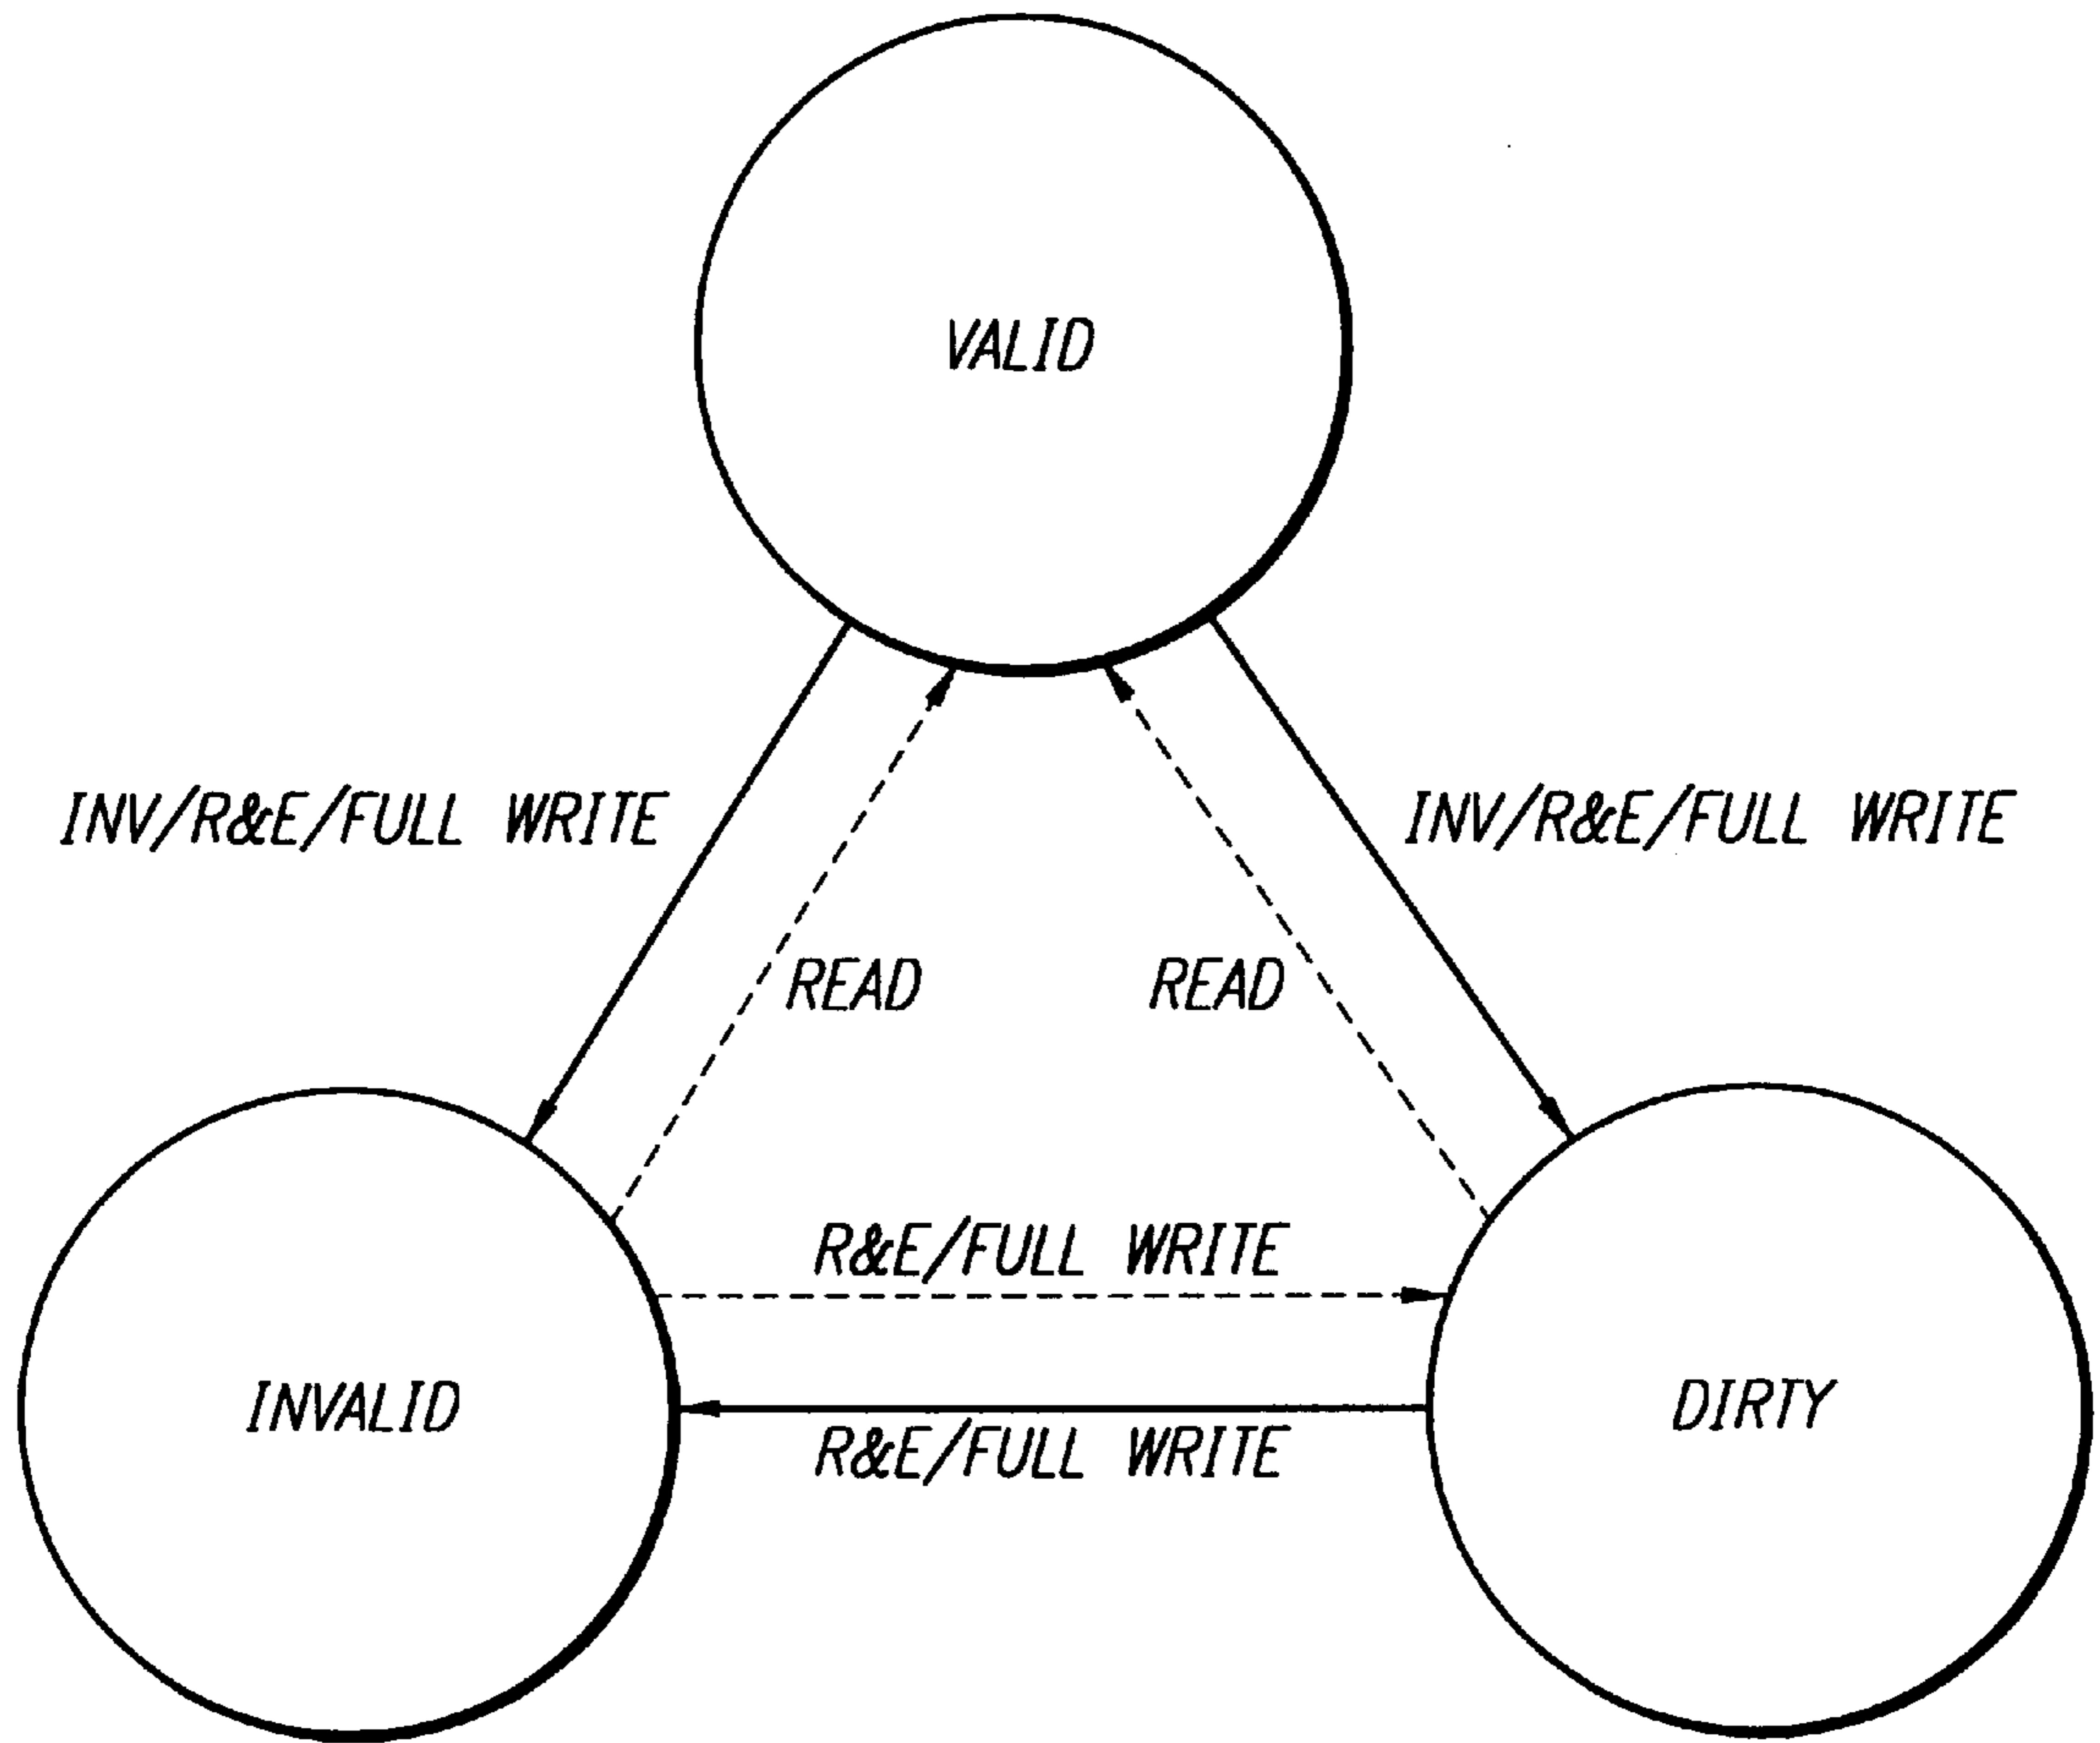 VALID
INV/R&E/FULL WRITE
INV/R&E/FULL WRITE
READ
READ
R&E/FULL WRITE
INVALID
DIRTY
R&E/FULL WRITE